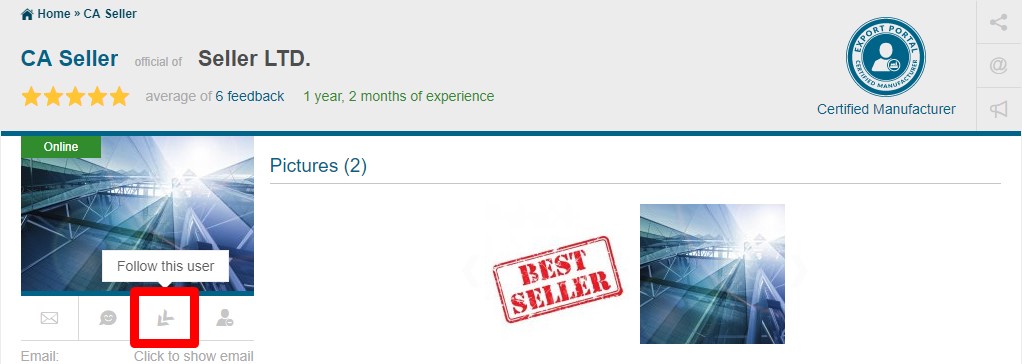 Home » CA Seller
CA Seller official of Seller LTD.
average of 6 feedback 1 year, 2 months of experience
EXPORT PORTAL
CERTIFIED MANUFACTURER
Certified Manufacturer
@
Online
Pictures (2)
Follow this user
BEST
SELLER
Email: Click to show email